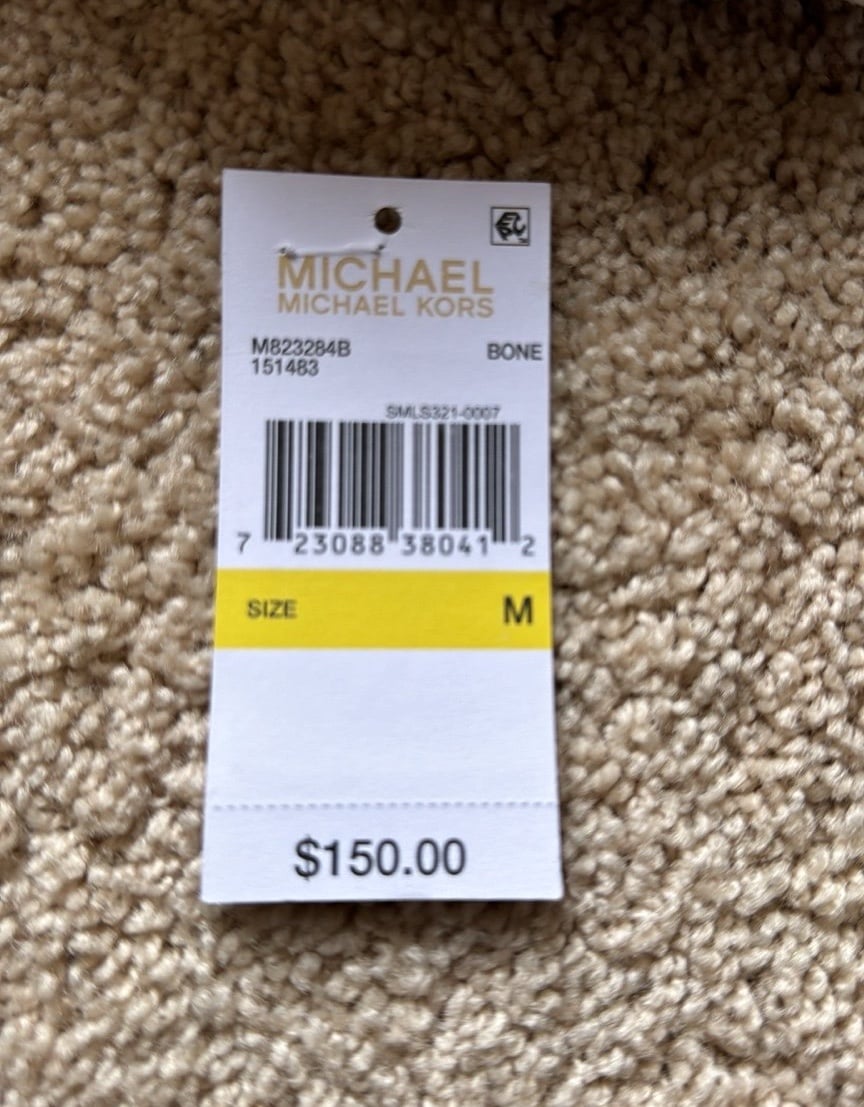 MICHAEL
MICHAEL KORS
M823284B BONE
151483
SMLS321-0007
7 23088 38041 2
SIZE M
$150.00